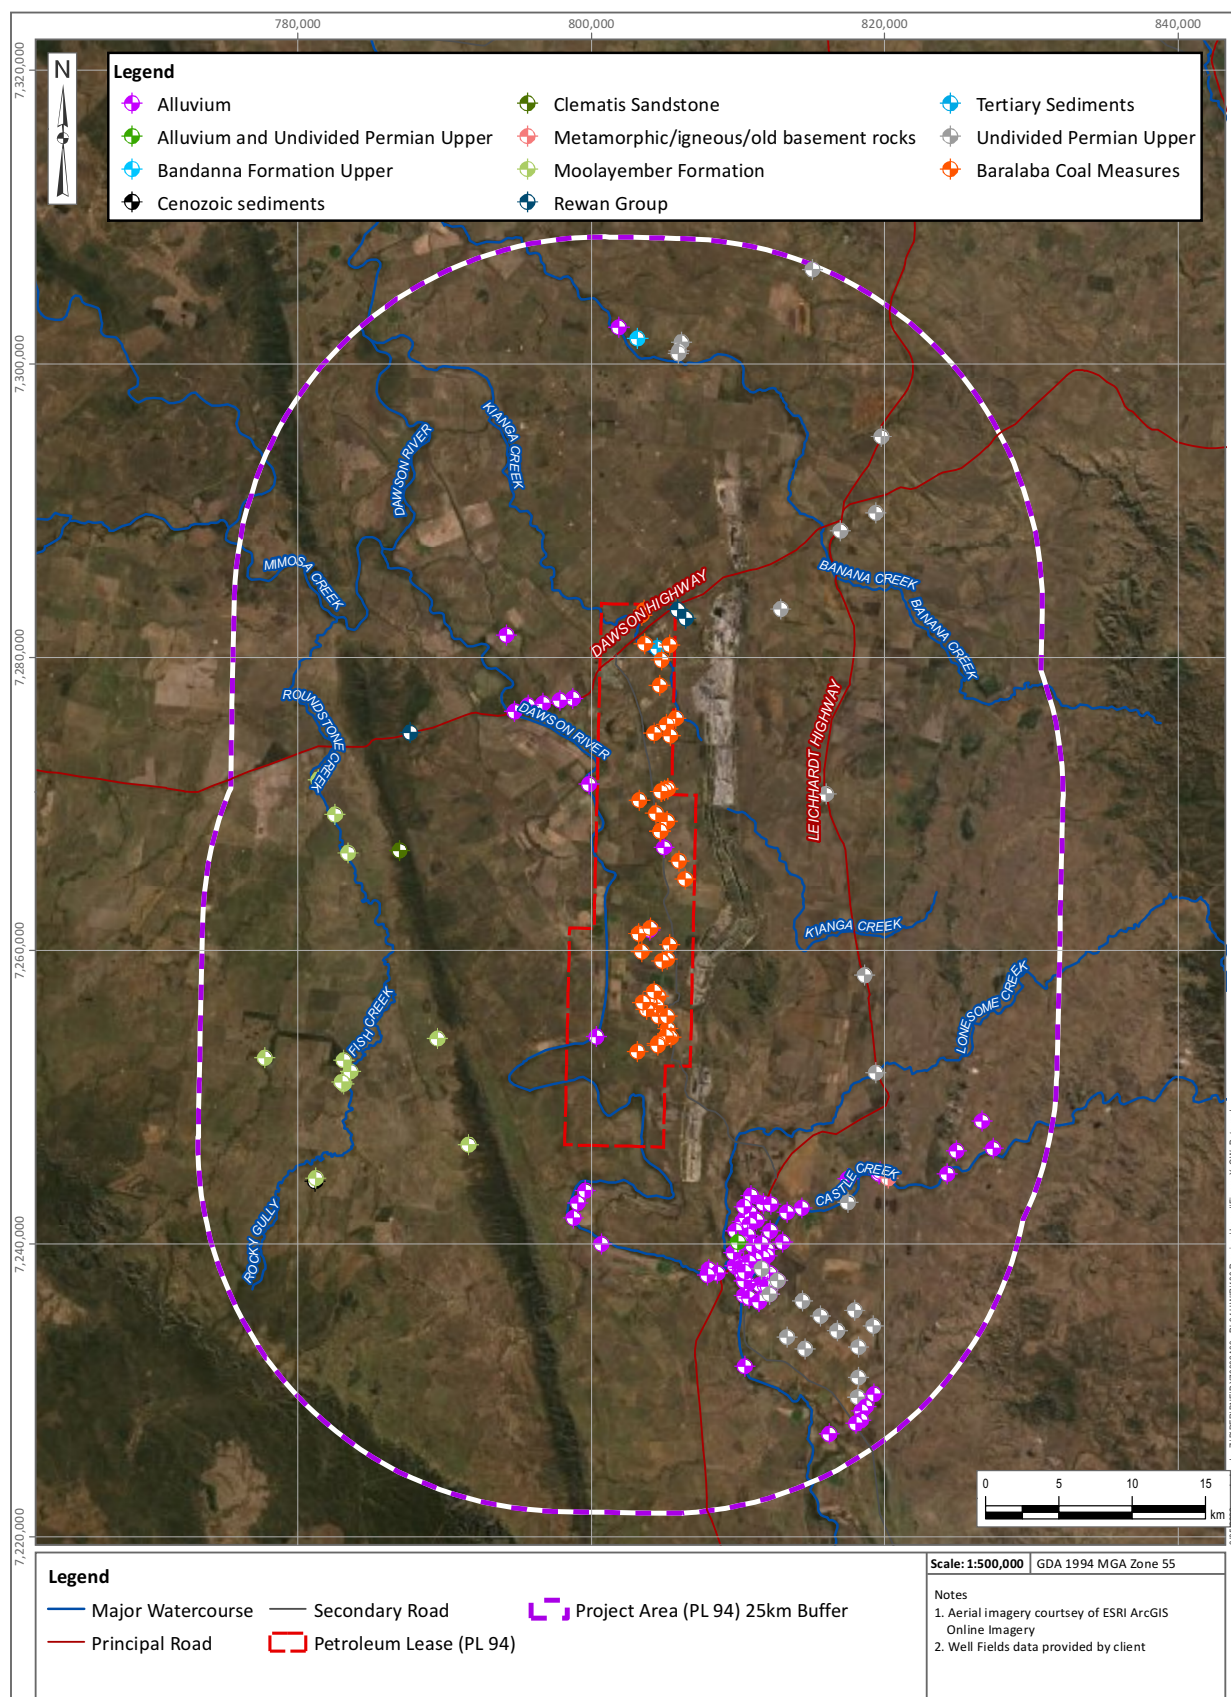 780,000
800,000
820,000
840,000
7,320,000
7,300,000
7,280,000
7,260,000
7,240,000
7,220,000
N
Legend
Alluvium
Alluvium and Undivided Permian Upper
Bandanna Formation Upper
Cenozoic sediments
Clematis Sandstone
Metamorphic/igneous/old basement rocks
Moolayember Formation
Rewan Group
Tertiary Sediments
Undivided Permian Upper
Baralaba Coal Measures
KIANGA CREEK
DAWSON RIVER
MIMOSA CREEK
DAWSON HIGHWAY
BANANA CREEK
BANANA CREEK
ROUNDSTONE CREEK
DAWSON RIVER
LEICHHARDT HIGHWAY
KIANGA CREEK
LONESOME CREEK
FISH CREEK
CASTLE CREEK
ROCKY GULLY
0 5 10 15
km
Legend
Major Watercourse
Principal Road
Secondary Road
Petroleum Lease (PL 94)
Project Area (PL 94) 25km Buffer
Scale: 1:500,000 GDA 1994 MGA Zone 55
Notes
1. Aerial imagery courtsey of ESRI ArcGIS
Online Imagery
2. Well Fields data provided by client